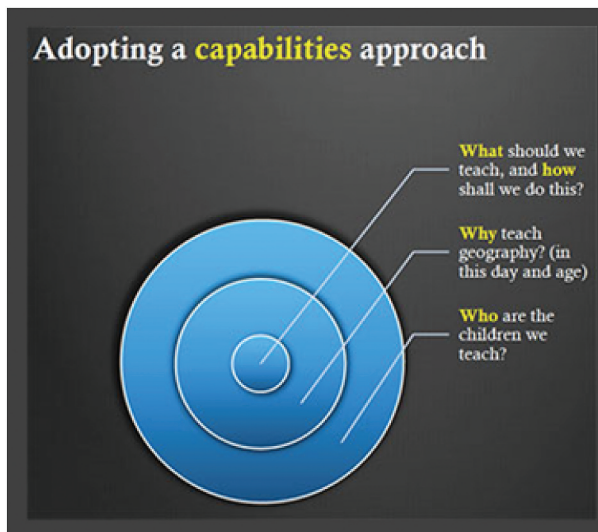 Adopting a capabilities approach
What should we
teach, and how
shall we do this?
Why teach
geography? (in
this day and age)
Who are the
children we
teach?